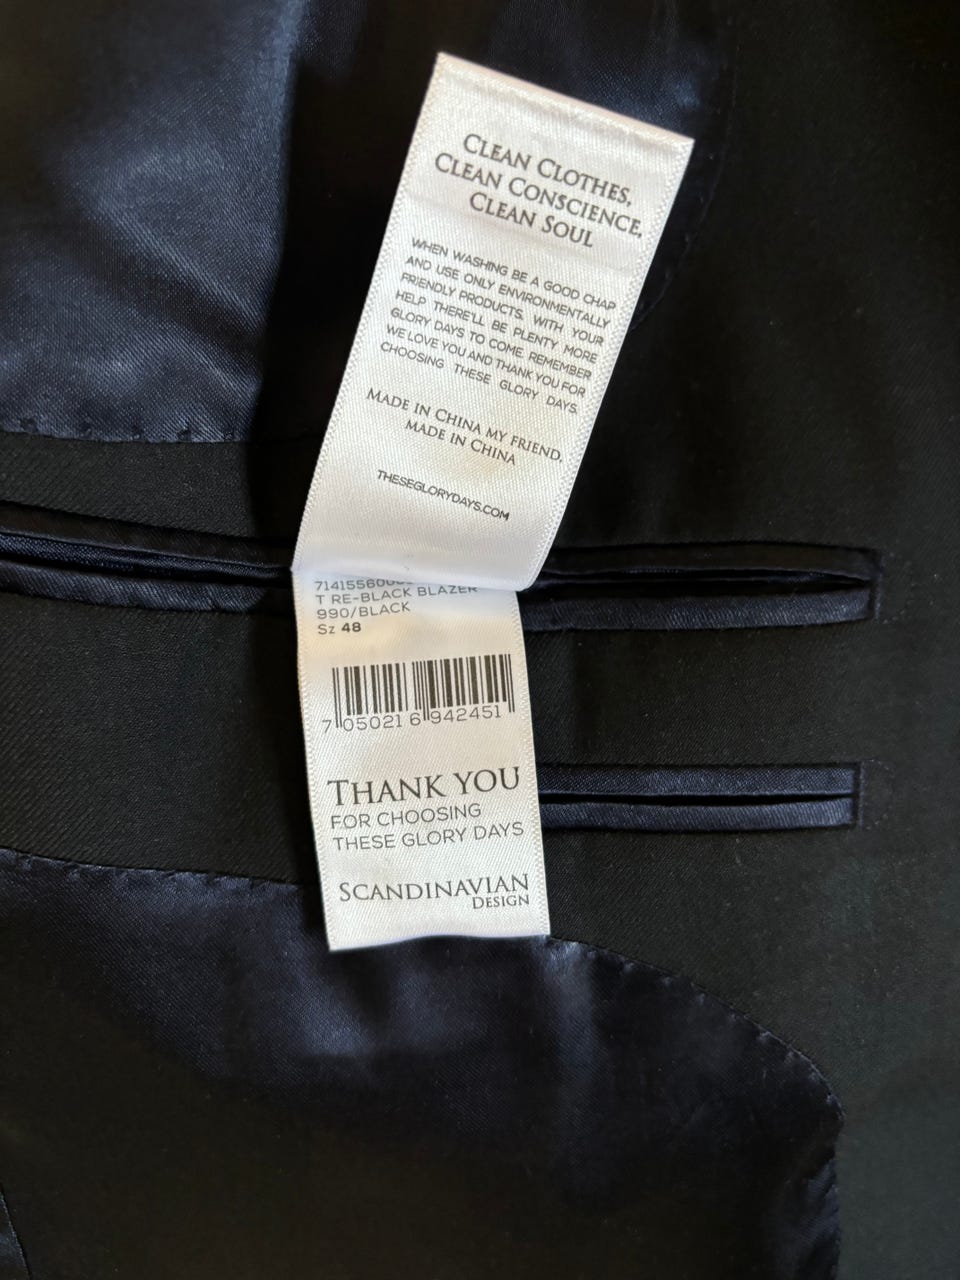 CLEAN CLOTHES,
CLEAN CONSCIENCE,
CLEAN SOUL
WHEN WASHING BE A GOOD CHAP
AND USE ONLY ENVIRONMENTALLY
FRIENDLY PRODUCTS. WITH YOUR
HELP THERE'LL BE PLENTY MORE
GLORY DAYS TO COME. REMEMBER
WE LOVE YOU AND THANK YOU FOR
CHOOSING THESE GLORY DAYS.
MADE IN CHINA MY FRIEND,
MADE IN CHINA
THESEGLORYDAYS.COM
T RE-BLACK BLAZER
990/BLACK
Sz 48
7 050216 942451
THANK YOU
FOR CHOOSING
THESE GLORY DAYS
SCANDINAVIAN
DESIGN